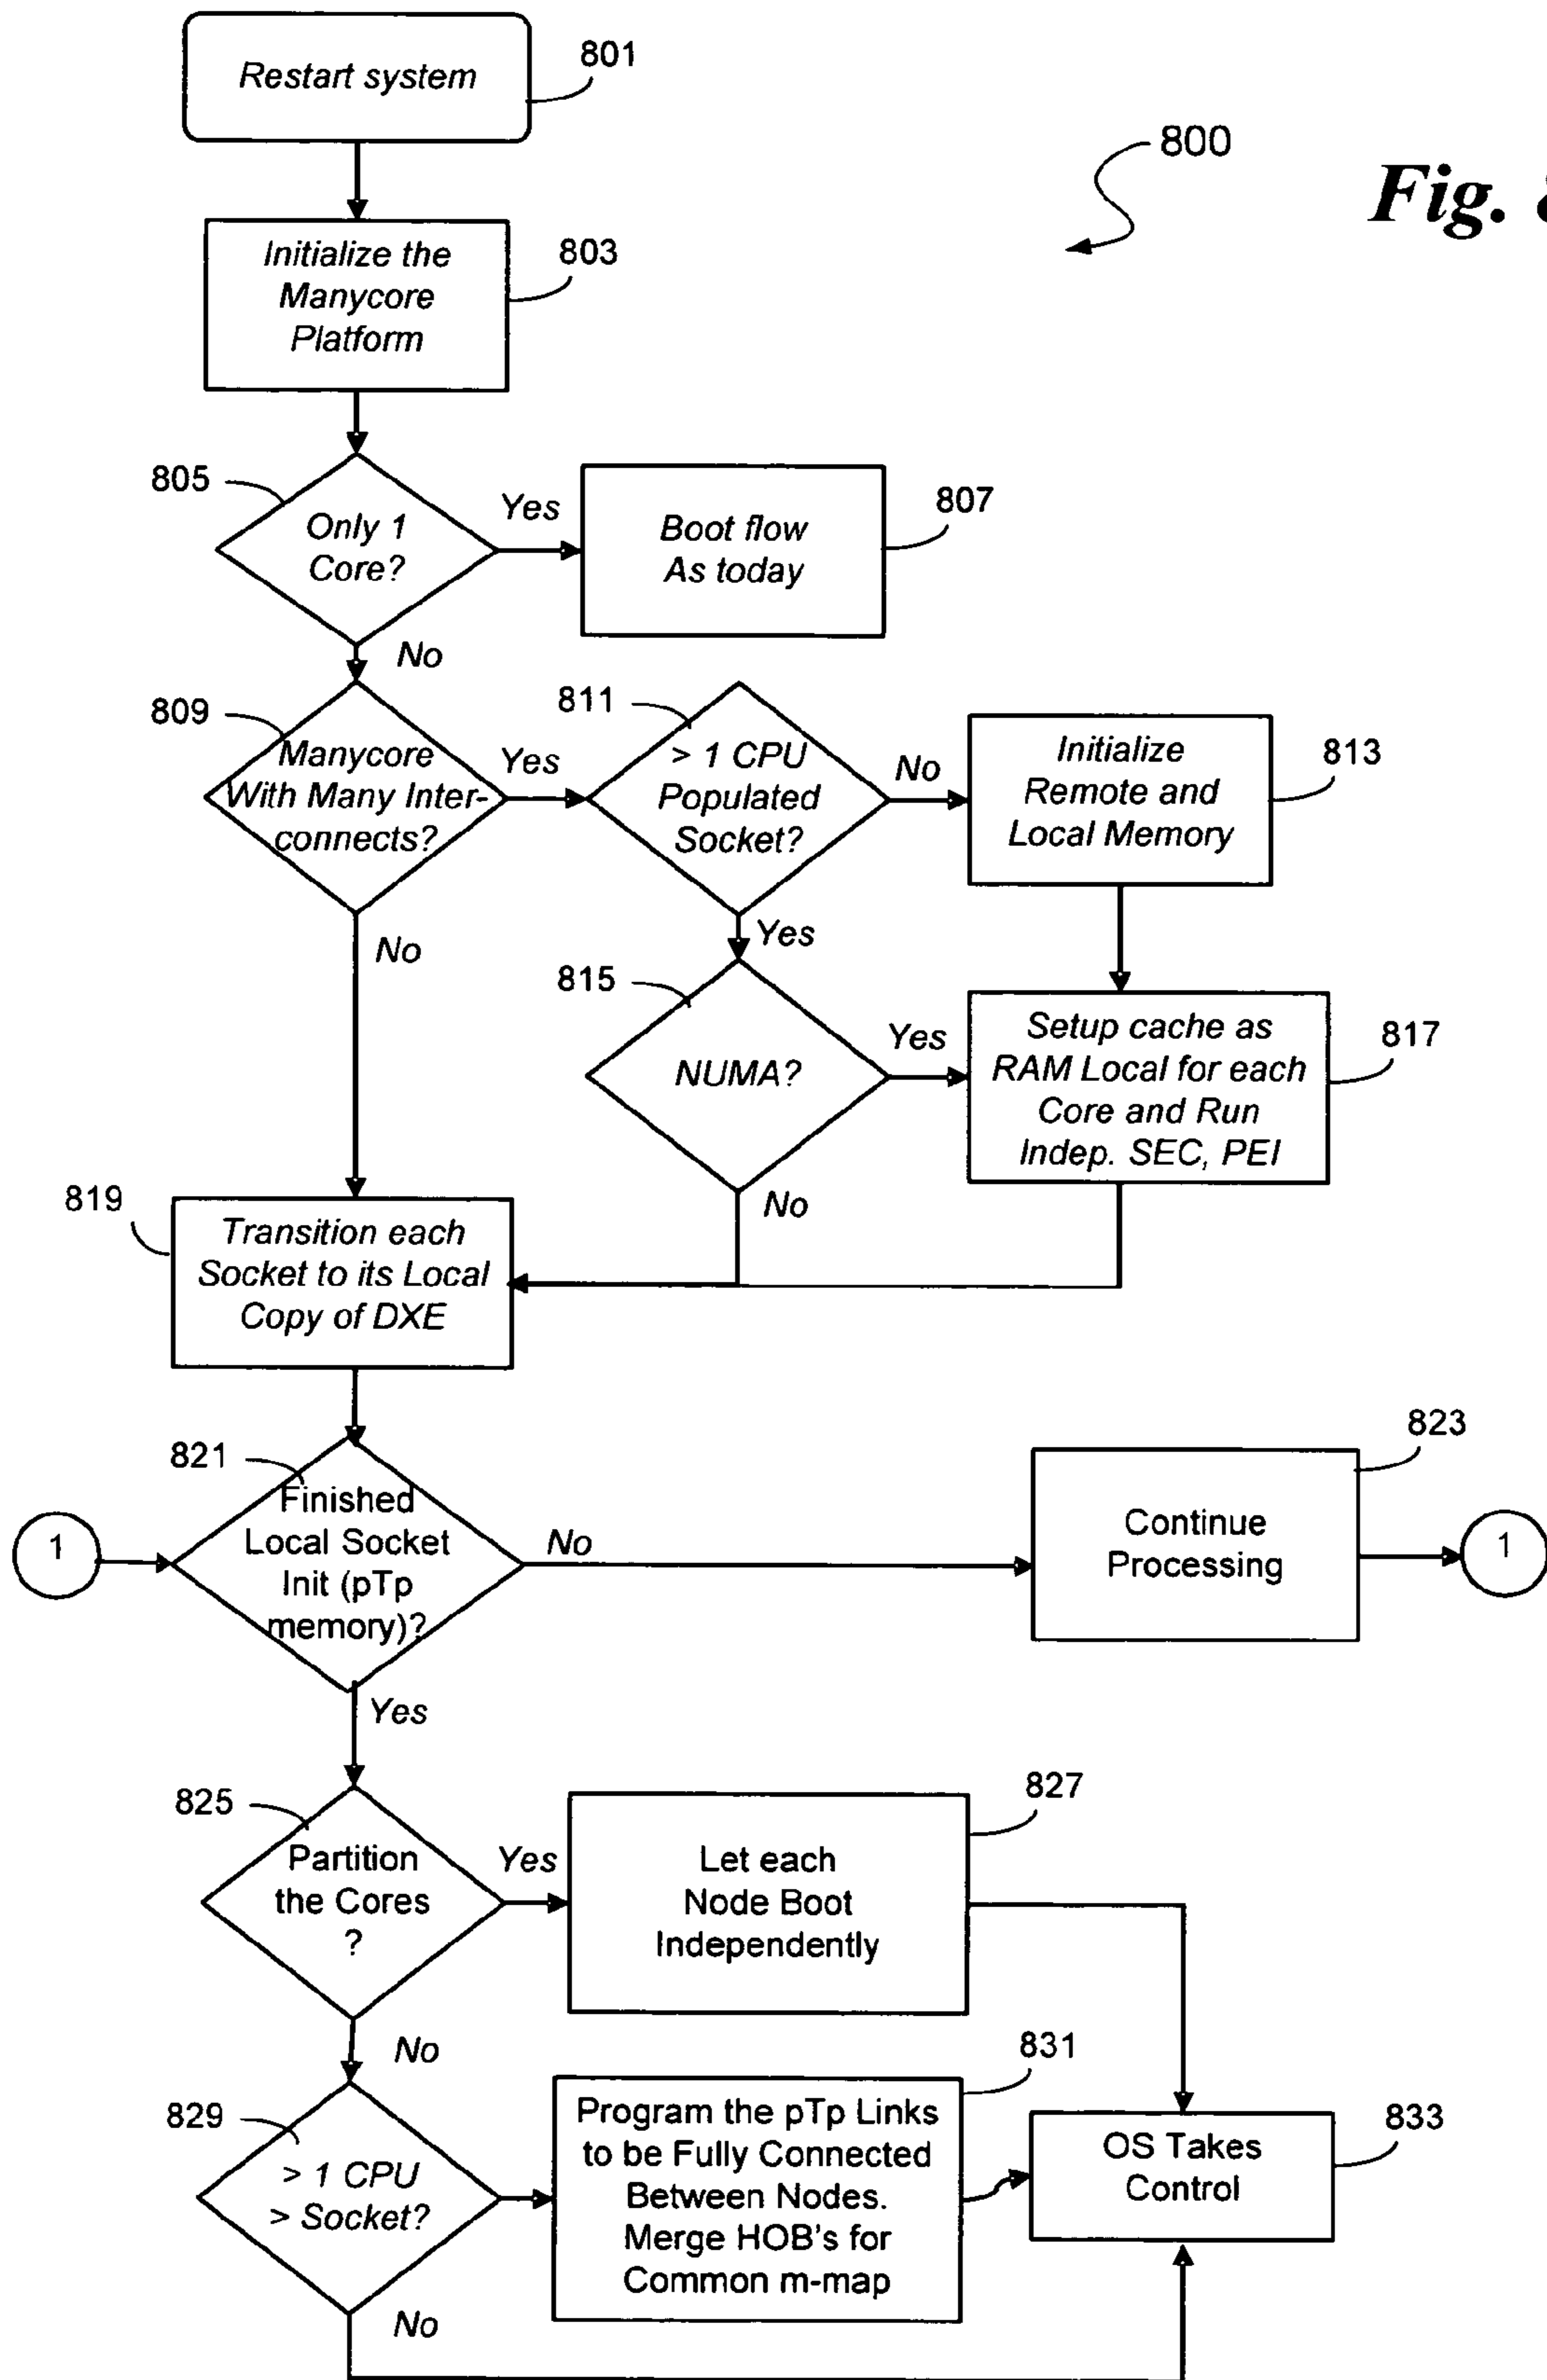 Restart system
801
800
Fig.
Initialize the
Manycore
Platform
803
805
Only 1
Core?
Yes
Boot flow
As today
807
No
809
Manycore
With Many Inter-
connects?
Yes
811
> 1 CPU
Populated
Socket?
No
Initialize
Remote and
Local Memory
813
No
Yes
815
NUMA?
Yes
Setup cache as
RAM Local for each
Core and Run
Indep. SEC, PEI
817
No
819
Transition each
Socket to its Local
Copy of DXE
821
1
Finished
Local Socket
Init (pTp
memory)?
No
Continue
Processing
823
1
Yes
825
Partition
the Cores
?
Yes
Let each
Node Boot
Independently
827
No
829
> 1 CPU
> Socket?
Program the pTp Links
to be Fully Connected
Between Nodes.
Merge HOB's for
Common m-map
831
OS Takes
Control
833
No